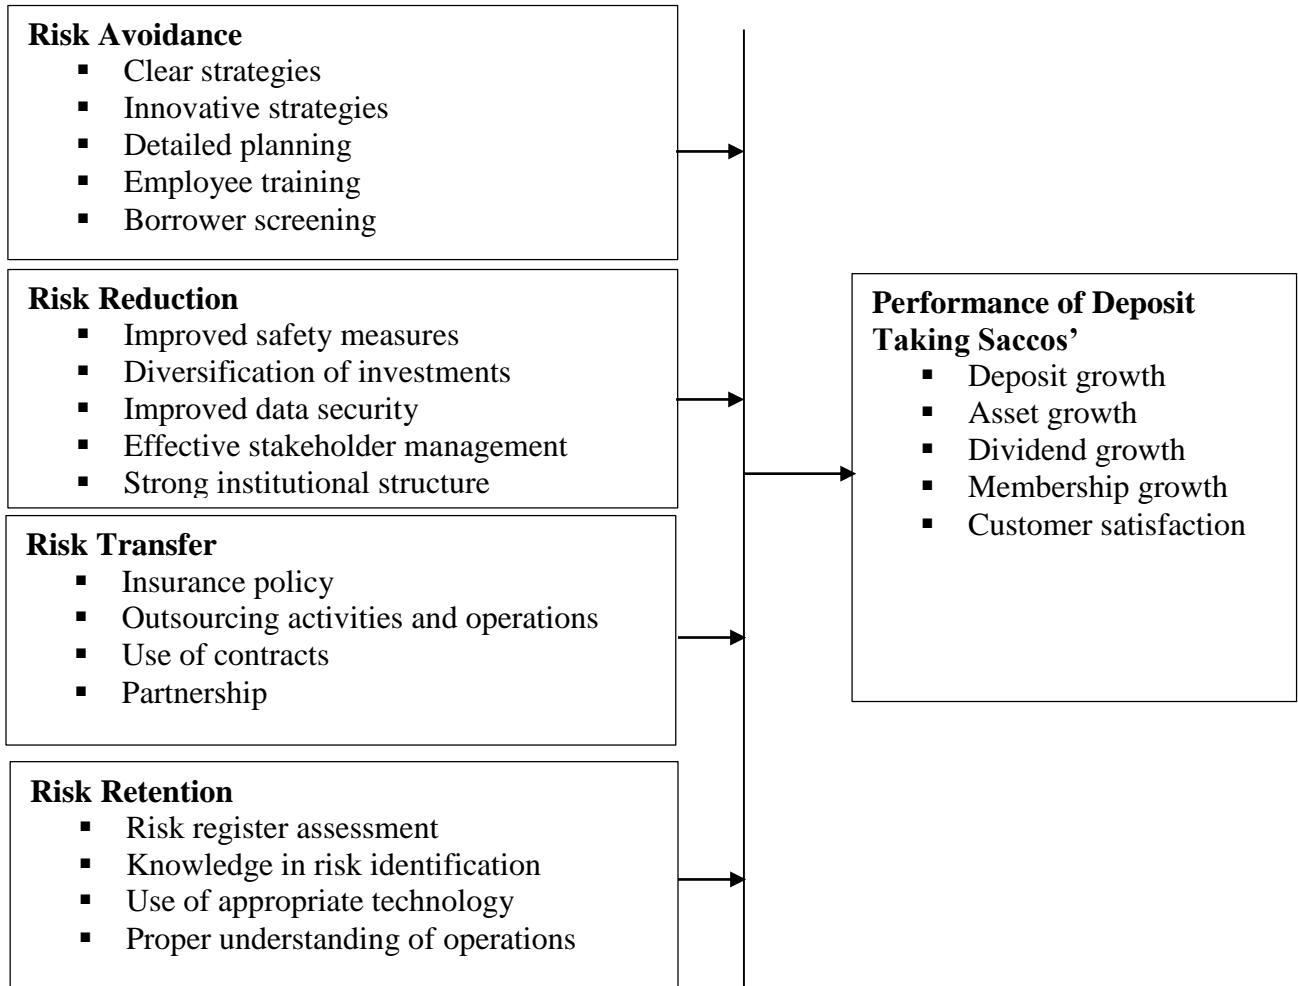 Risk Avoidance
▪ Clear strategies
▪ Innovative strategies
▪ Detailed planning
▪ Employee training
▪ Borrower screening
Risk Reduction
▪ Improved safety measures
▪ Diversification of investments
▪ Improved data security
▪ Effective stakeholder management
▪ Strong institutional structure
Risk Transfer
▪ Insurance policy
▪ Outsourcing activities and operations
▪ Use of contracts
▪ Partnership
Risk Retention
▪ Risk register assessment
▪ Knowledge in risk identification
▪ Use of appropriate technology
▪ Proper understanding of operations
Performance of Deposit
Taking Saccos’
▪ Deposit growth
▪ Asset growth
▪ Dividend growth
▪ Membership growth
▪ Customer satisfaction